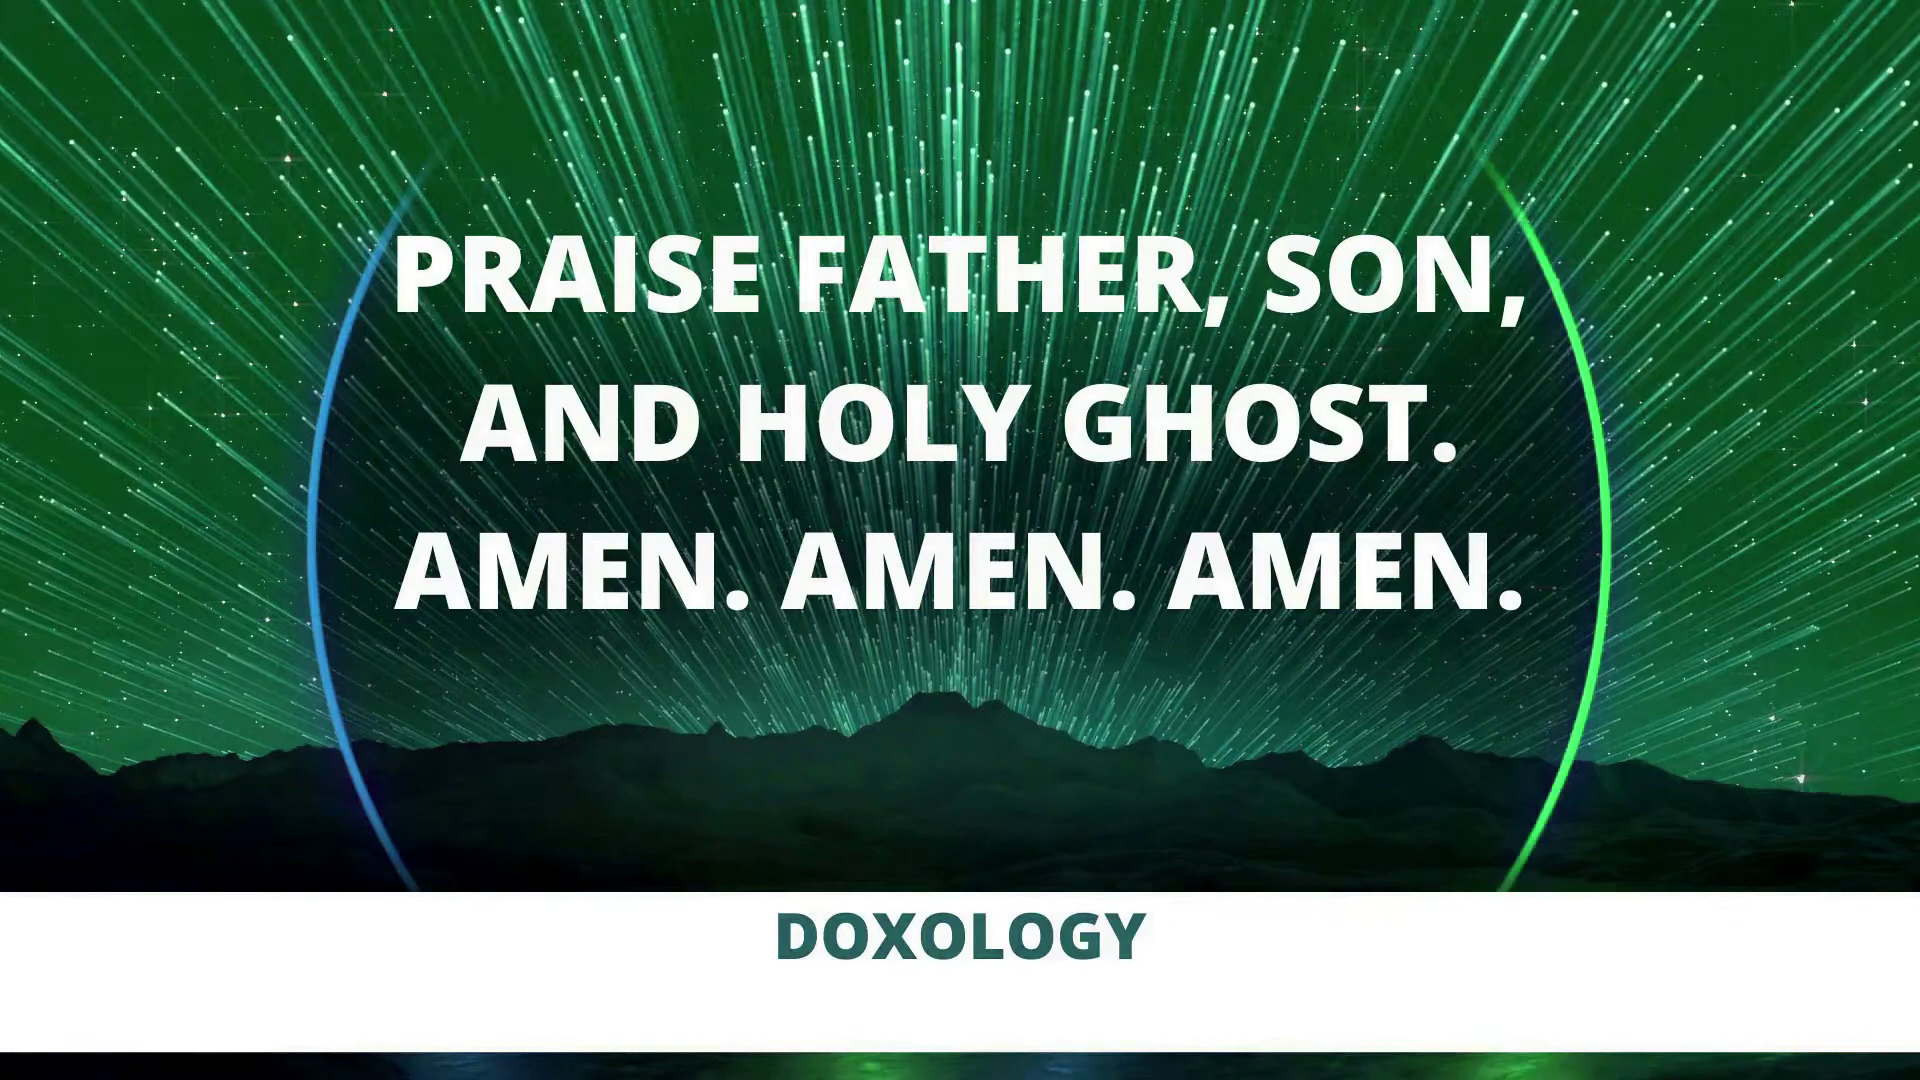 PRAISE FATHER, SON,
AND HOLY GHOST.
AMEN. AMEN. AMEN.
DOXOLOGY